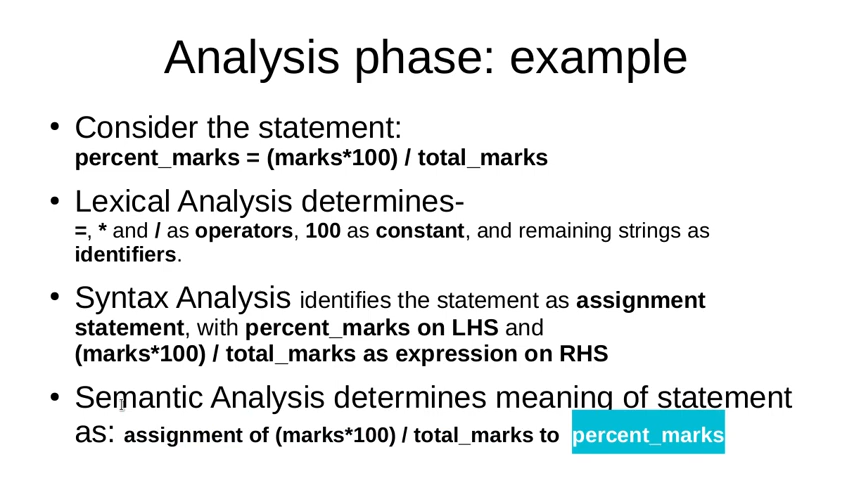 Analysis phase: example
• Consider the statement:
percent_marks = (marks*100) / total_marks
• Lexical Analysis determines-
=, * and / as operators, 100 as constant, and remaining strings as
identifiers.
• Syntax Analysis identifies the statement as assignment
statement, with percent_marks on LHS and
(marks*100) / total_marks as expression on RHS
• Semantic Analysis determines meaning of statement
as: assignment of (marks*100) / total_marks to percent_marks